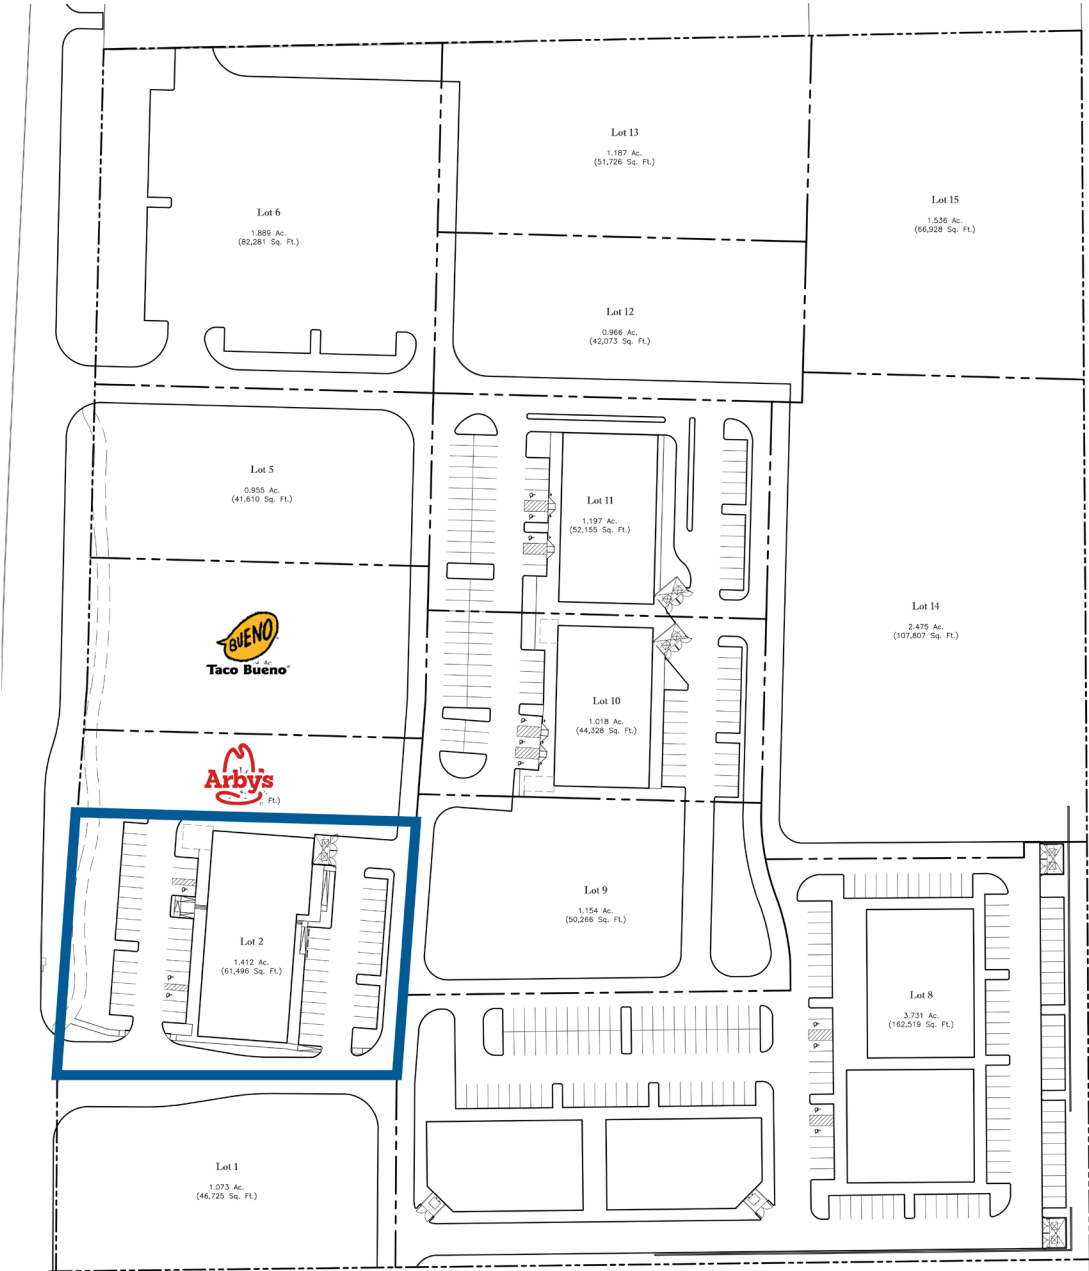 Lot 13
1.187 Ac.
(51,726 Sq. Ft.)
Lot 15
1.536 Ac.
(66,928 Sq. Ft.)
Lot 6
1.889 Ac.
(82,281 Sq. Ft.)
Lot 12
0.966 Ac.
(42,073 Sq. Ft.)
Lot 5
0.955 Ac.
(41,610 Sq. Ft.)
Lot 11
1.197 Ac.
(52,155 Sq. Ft.)
Lot 14
2.475 Ac.
(107,807 Sq. Ft.)
BUENO
Ac
Taco Bueno®
Lot 10
1.018 Ac.
(44,328 Sq. Ft.)
Arby's
Ft.)
Lot 9
1.154 Ac.
(50,266 Sq. Ft.)
Lot 2
1.412 Ac.
(61,496 Sq. Ft.)
Lot 8
3.731 Ac.
(162,519 Sq. Ft.)
Lot 1
1.073 Ac.
(46,725 Sq. Ft.)